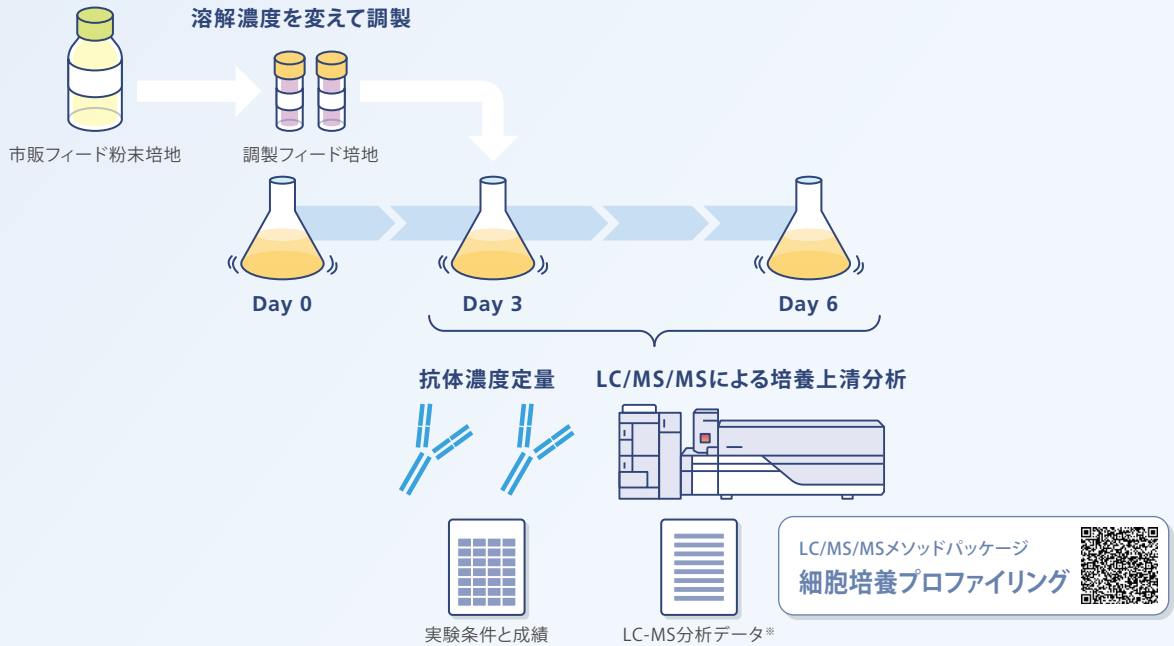 溶解濃度を変えて調製
市販フィード粉末培地
調製フィード培地
Day 0
Day 3
Day 6
抗体濃度定量
LC/MS/MSによる培養上清分析
LC/MS/MSメソッドパッケージ
細胞培養プロファイリング
実験条件と成績
LC-MS分析データ※